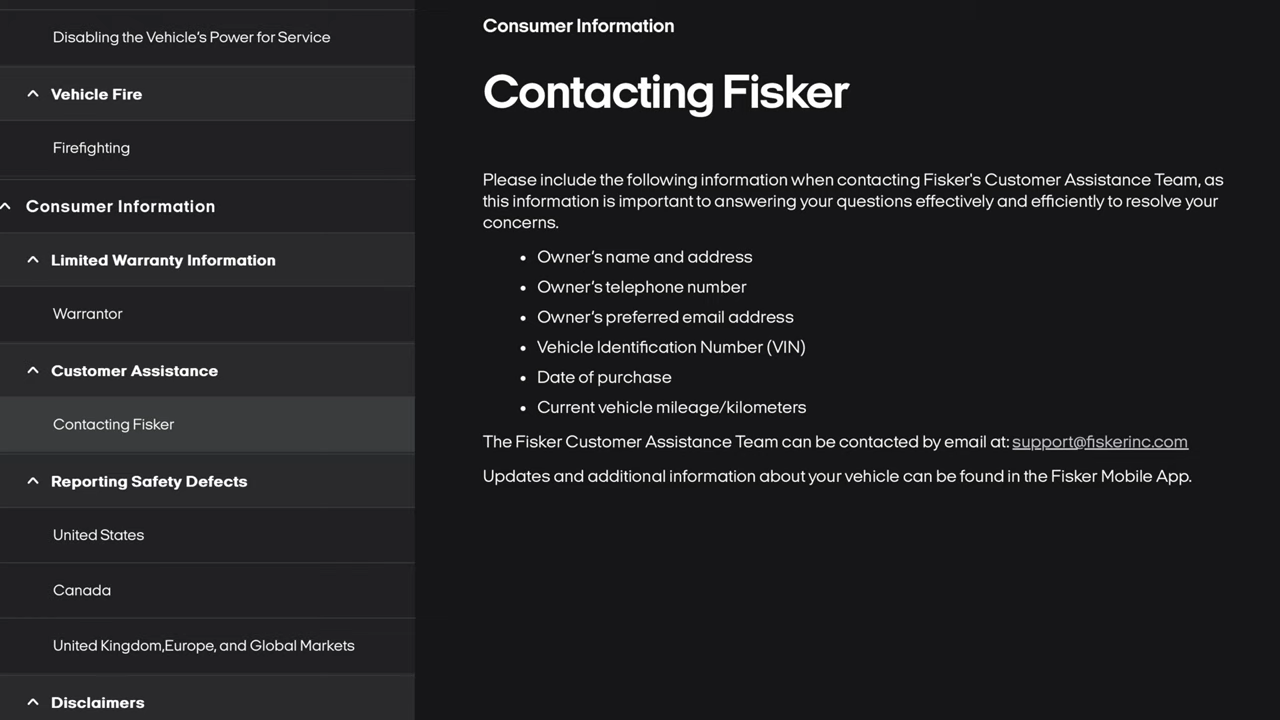 Disabling the Vehicle's Power for Service
Vehicle Fire
Firefighting
Consumer Information
Limited Warranty Information
Warrantor
Customer Assistance
Contacting Fisker
Reporting Safety Defects
United States
Canada
United Kingdom,Europe, and Global Markets
Disclaimers
Consumer Information
Contacting Fisker
Please include the following information when contacting Fisker's Customer Assistance Team, as
this information is important to answering your questions effectively and efficiently to resolve your
concerns.
• Owner's name and address
• Owner's telephone number
• Owner's preferred email address
• Vehicle Identification Number (VIN)
• Date of purchase
• Current vehicle mileage/kilometers
The Fisker Customer Assistance Team can be contacted by email at: support@fiskerinc.com
Updates and additional information about your vehicle can be found in the Fisker Mobile App.